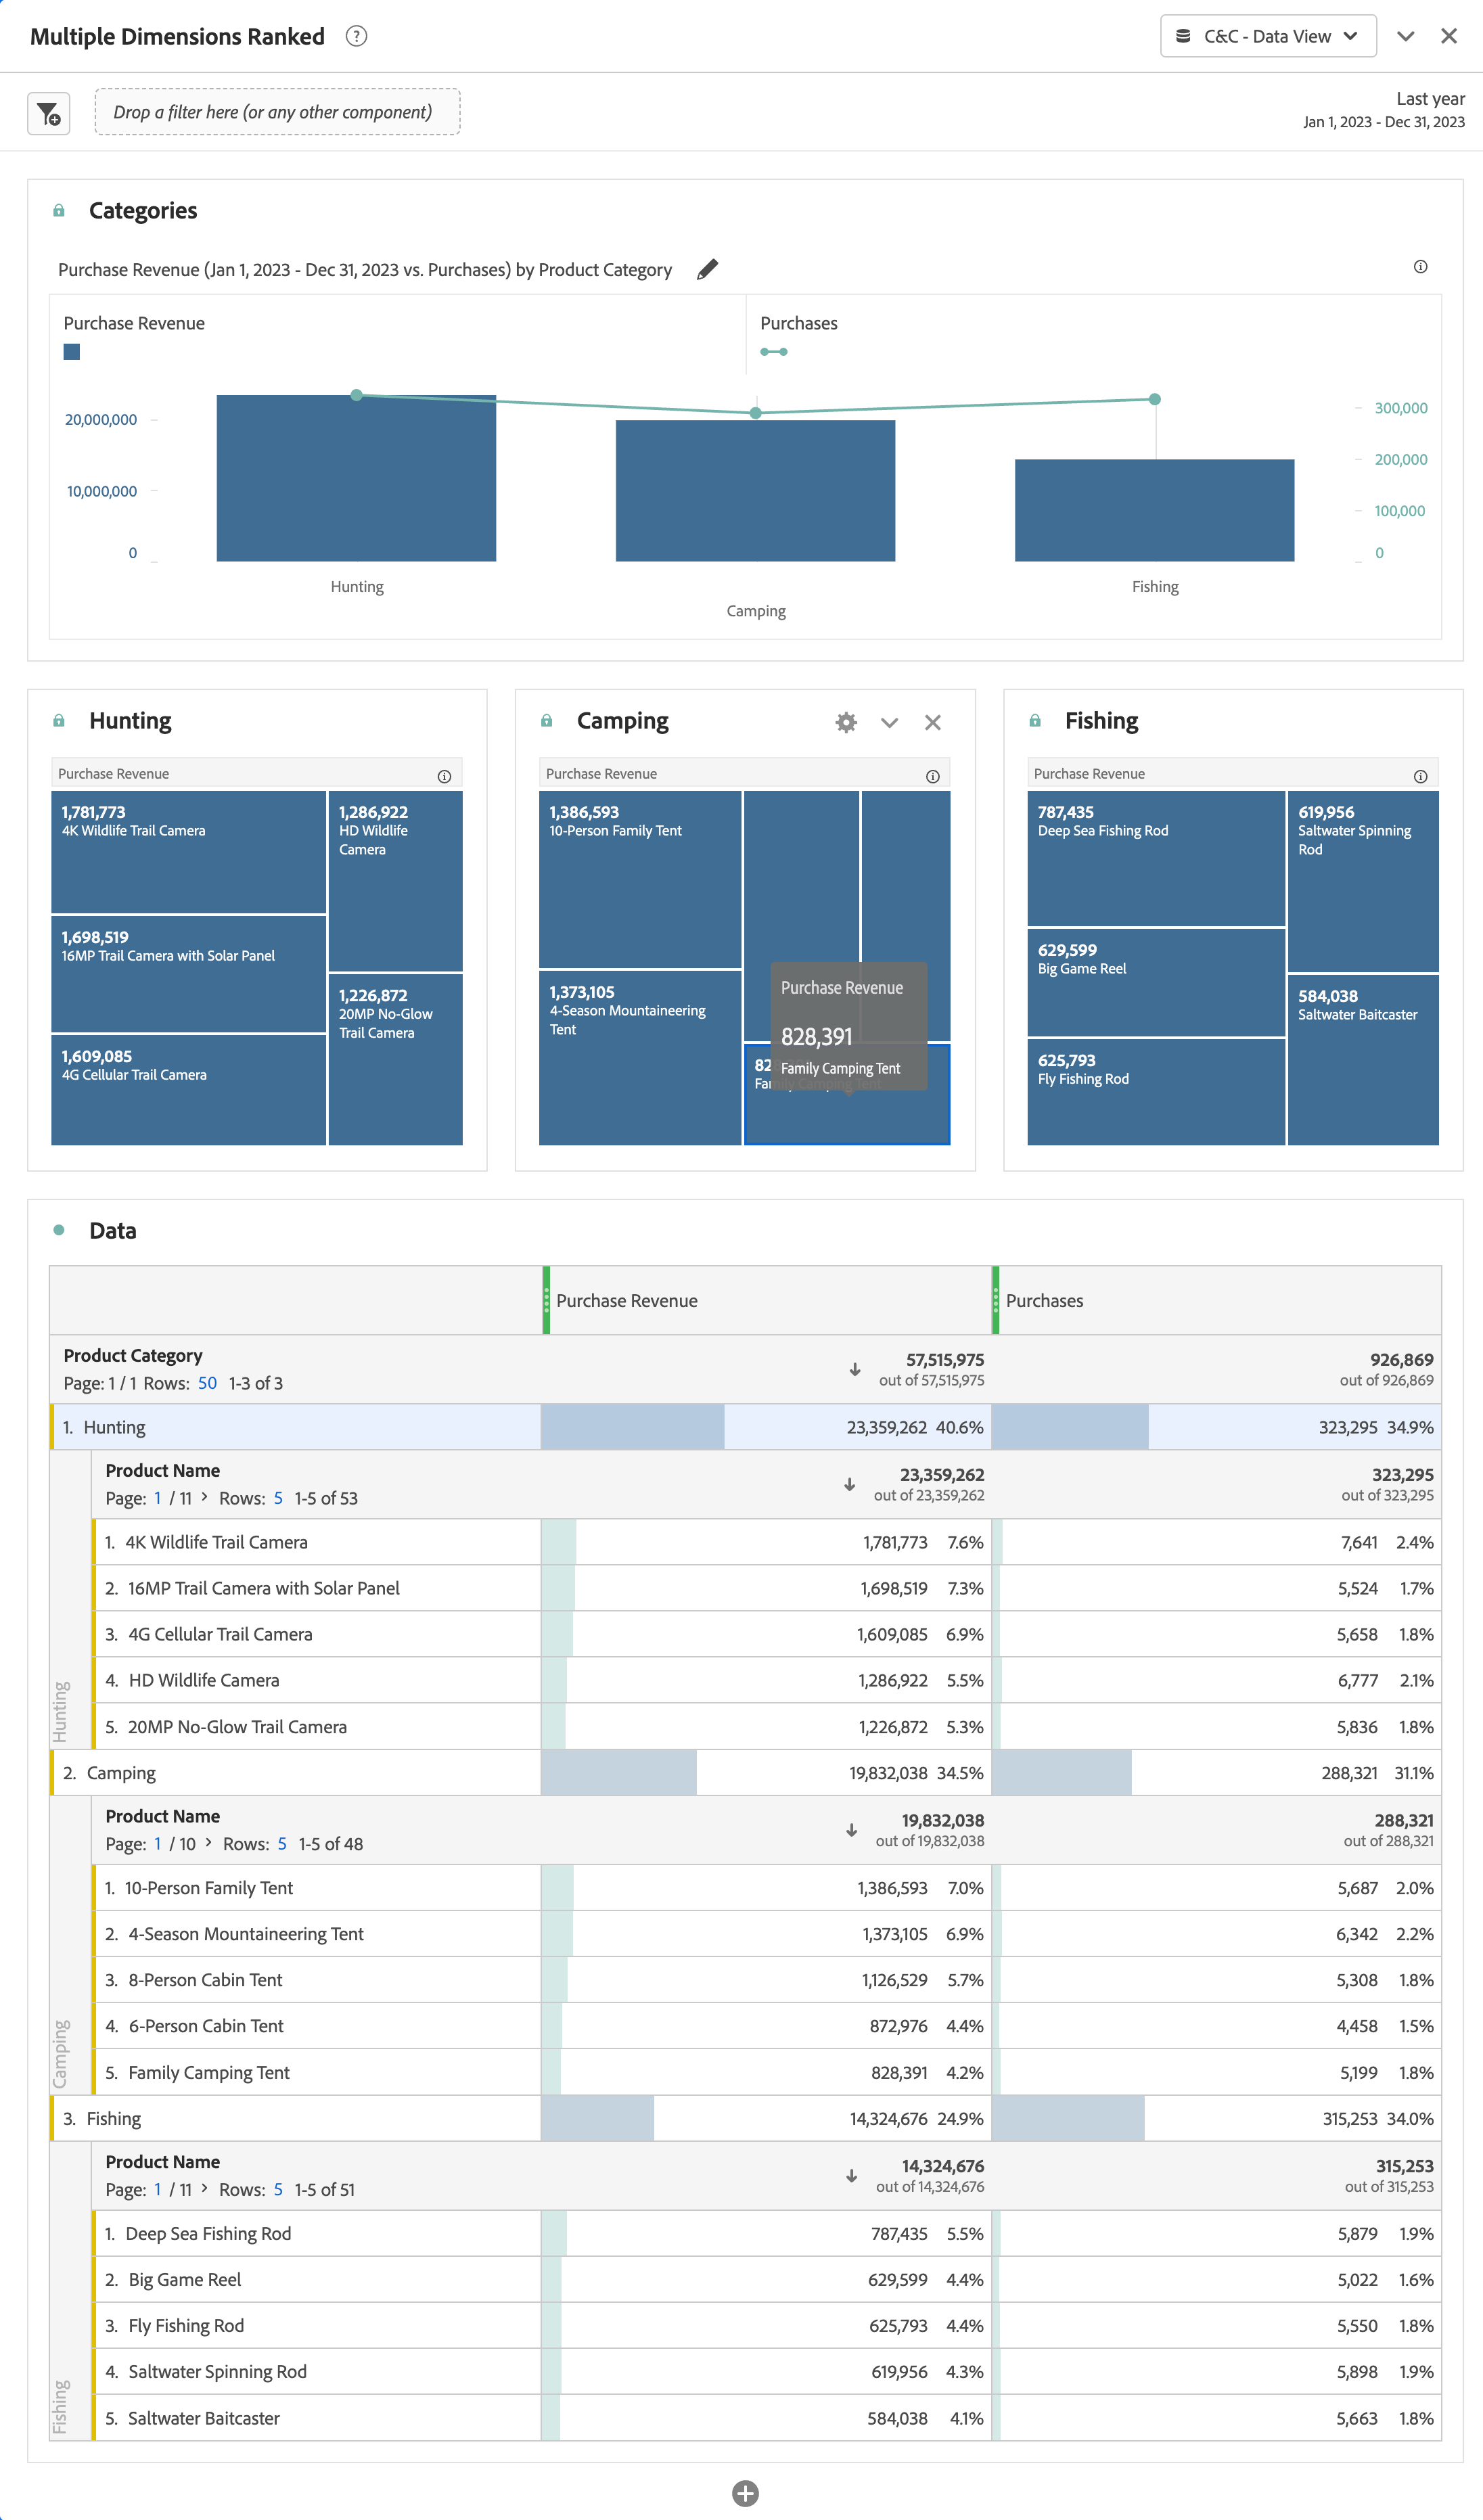 Multiple Dimensions Ranked
C&C - Data View
Drop a filter here (or any other component)
Last year
Jan 1, 2023 - Dec 31, 2023
Categories
Purchase Revenue (Jan 1, 2023 - Dec 31, 2023 vs. Purchases) by Product Category
Purchase Revenue
Purchases
20,000,000
10,000,000
0
300,000
200,000
100,000
0
Hunting
Camping
Fishing
Hunting
Purchase Revenue
1,781,773
4K Wildlife Trail Camera
1,698,519
16MP Trail Camera with Solar Panel
1,609,085
4G Cellular Trail Camera
1,286,922
HD Wildlife
Camera
1,226,872
20MP No-Glow
Trail Camera
Camping
Purchase Revenue
1,386,593
10-Person Family Tent
1,373,105
4-Season Mountaineering
Tent
Purchase Revenue
828,391
Family Camping Tent
Fishing
Purchase Revenue
787,435
Deep Sea Fishing Rod
629,599
Big Game Reel
625,793
Fly Fishing Rod
619,956
Saltwater Spinning
Rod
584,038
Saltwater Baitcaster
Data
Purchase Revenue Purchases
Product Category
Page: 1 / 1 Rows: 50 1-3 of 3
57,515,975
out of 57,515,975
926,869
out of 926,869
1. Hunting 23,359,262 40.6% 323,295 34.9%
Hunting
Product Name
Page: 1 / 11 > Rows: 5 1-5 of 53
23,359,262
out of 23,359,262
323,295
out of 323,295
1. 4K Wildlife Trail Camera 1,781,773 7.6% 7,641 2.4%
2. 16MP Trail Camera with Solar Panel 1,698,519 7.3% 5,524 1.7%
3. 4G Cellular Trail Camera 1,609,085 6.9% 5,658 1.8%
4. HD Wildlife Camera 1,286,922 5.5% 6,777 2.1%
5. 20MP No-Glow Trail Camera 1,226,872 5.3% 5,836 1.8%
2. Camping 19,832,038 34.5% 288,321 31.1%
Camping
Product Name
Page: 1 / 10 > Rows: 5 1-5 of 48
19,832,038
out of 19,832,038
288,321
out of 288,321
1. 10-Person Family Tent 1,386,593 7.0% 5,687 2.0%
2. 4-Season Mountaineering Tent 1,373,105 6.9% 6,342 2.2%
3. 8-Person Cabin Tent 1,126,529 5.7% 5,308 1.8%
4. 6-Person Cabin Tent 872,976 4.4% 4,458 1.5%
5. Family Camping Tent 828,391 4.2% 5,199 1.8%
3. Fishing 14,324,676 24.9% 315,253 34.0%
Fishing
Product Name
Page: 1 / 11 > Rows: 5 1-5 of 51
14,324,676
out of 14,324,676
315,253
out of 315,253
1. Deep Sea Fishing Rod 787,435 5.5% 5,879 1.9%
2. Big Game Reel 629,599 4.4% 5,022 1.6%
3. Fly Fishing Rod 625,793 4.4% 5,550 1.8%
4. Saltwater Spinning Rod 619,956 4.3% 5,898 1.9%
5. Saltwater Baitcaster 584,038 4.1% 5,663 1.8%